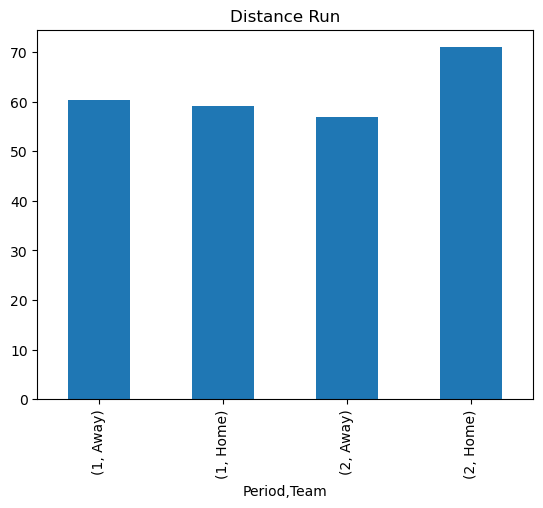 Distance Run
70
60
50
40
30
20
10
0
(1, Away)
(1, Home)
(2, Away)
(2, Home)
Period,Team